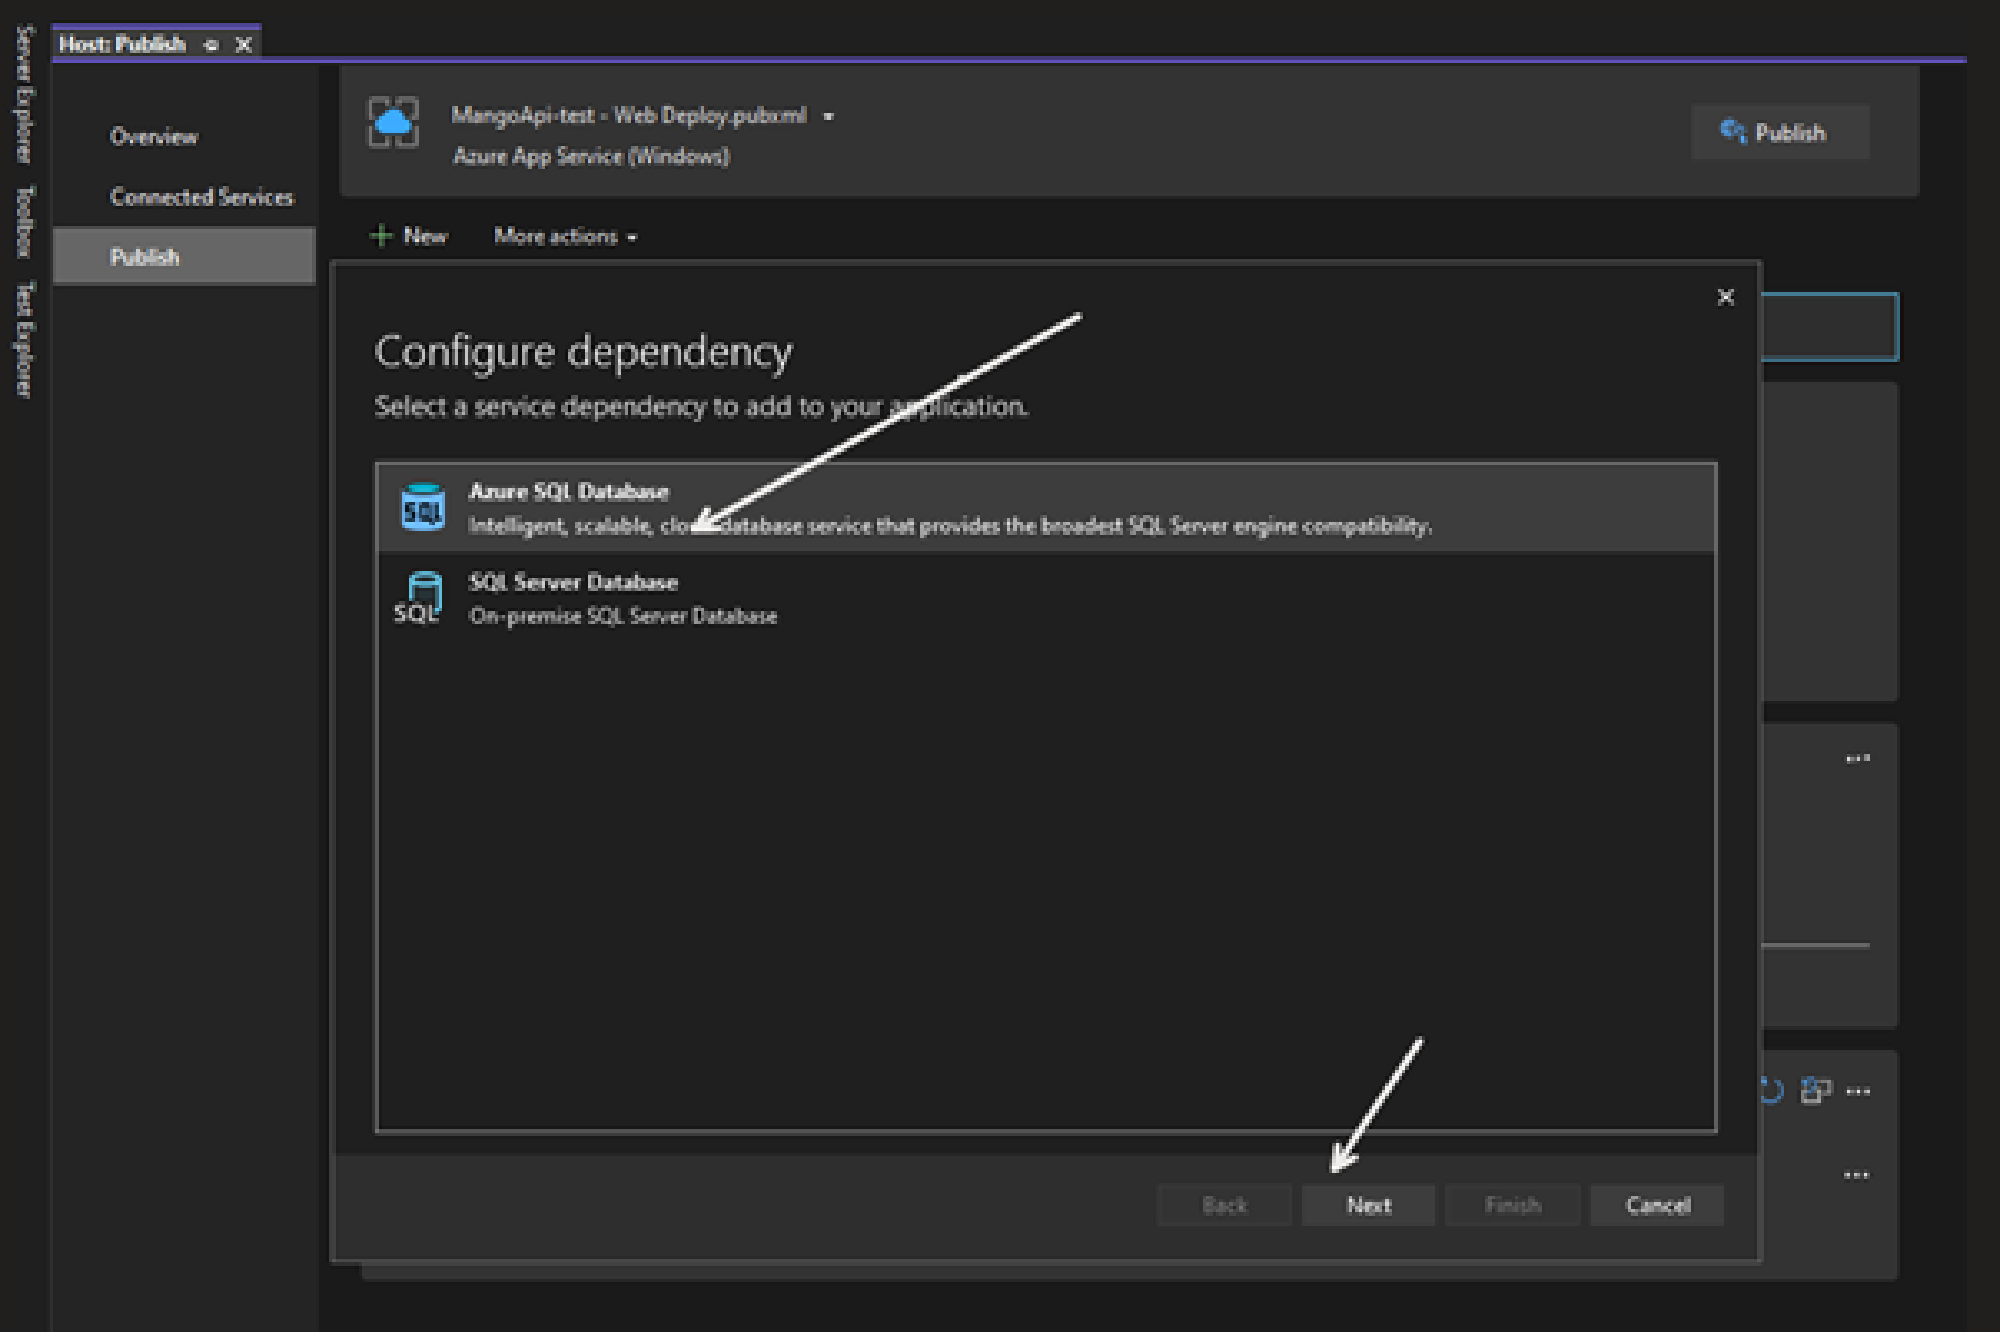 Server Explorer
Toolbox
Test Explorer
Host: Publish
Overview
Connected Services
Publish
MangoApi-test - Web Deploy.pubxml
Azure App Service (Windows)
Publish
New
More actions
Configure dependency
Select a service dependency to add to your application.
SQL
Azure SQL Database
Intelligent, scalable, cloud database service that provides the broadest SQL Server engine compatibility.
SQL
SQL Server Database
On-premise SQL Server Database
Back
Next
Finish
Cancel